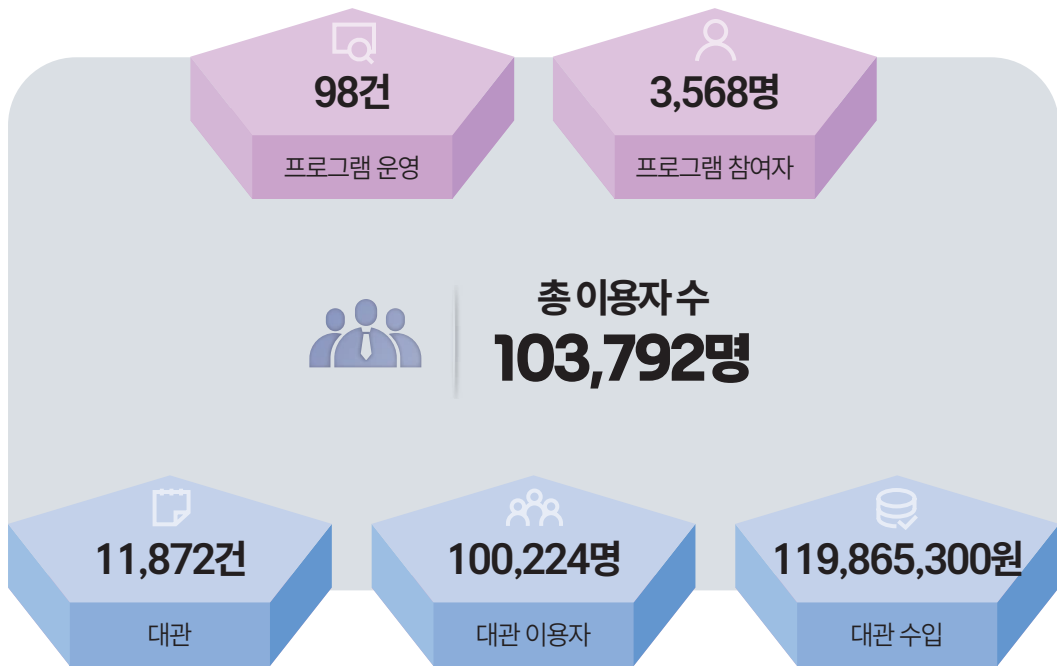 98건
프로그램 운영
3,568명
프로그램 참여자
총 이용자 수
103,792명
11,872건
대관
100,224명
대관 이용자
119,865,300원
대관 수입